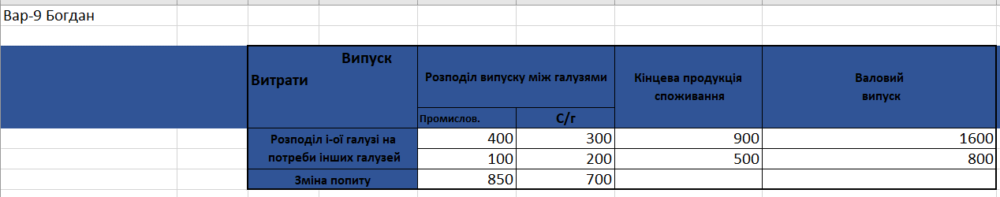 Вар-9 Богдан
Випуск
Витрати
Розподіл випуску між галузями
Кінцева продукція
споживання
Валовий
випуск
Промислов.
С/г
Розподіл і-ої галузі на
потреби інших галузей
400 300 900 1600
100 200 500 800
Зміна попиту 850 700